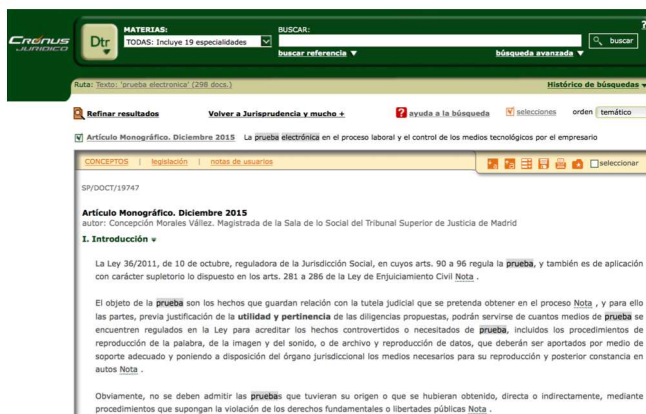 Cronus
JURIDICO
Dtr
MATERIAS:
TODAS: Incluye 19 especialidades
BUSCAR:
buscar
?
buscar referencia ▼
búsqueda avanzada ▼
Ruta: Texto: 'prueba electronica' (298 docs.)
Histórico de búsquedas
Refinar resultados
Volver a Jurisprudencia y mucho +
? ayuda a la búsqueda
selecciones
orden temático
Artículo Monográfico. Diciembre 2015 La prueba electrónica en el proceso laboral y el control de los medios tecnológicos por el empresario
CONCEPTOS | legislación | notas de usuarios
seleccionar
SP/DOCT/19747
Artículo Monográfico. Diciembre 2015
autor: Concepción Morales Vállez. Magistrada de la Sala de lo Social del Tribunal Superior de Justicia de Madrid
I. Introducción
La Ley 36/2011, de 10 de octubre, reguladora de la Jurisdicción Social, en cuyos arts. 90 a 96 regula la prueba, y también es de aplicación
con carácter supletorio lo dispuesto en los arts. 281 a 286 de la Ley de Enjuiciamiento Civil Nota .
El objeto de la prueba son los hechos que guardan relación con la tutela judicial que se pretenda obtener en el proceso Nota , y para ello
las partes, previa justificación de la utilidad y pertinencia de las diligencias propuestas, podrán servirse de cuantos medios de prueba se
encuentren regulados en la Ley para acreditar los hechos controvertidos o necesitados de prueba, incluidos los procedimientos de
reproducción de la palabra, de la imagen y del sonido, o de archivo y reproducción de datos, que deberán ser aportados por medio de
soporte adecuado y poniendo a disposición del órgano jurisdiccional los medios necesarios para su reproducción y posterior constancia en
autos Nota .
Obviamente, no se deben admitir las pruebas que tuvieran su origen o que se hubieran obtenido, directa o indirectamente, mediante
procedimientos que supongan la violación de los derechos fundamentales o libertades públicas Nota .